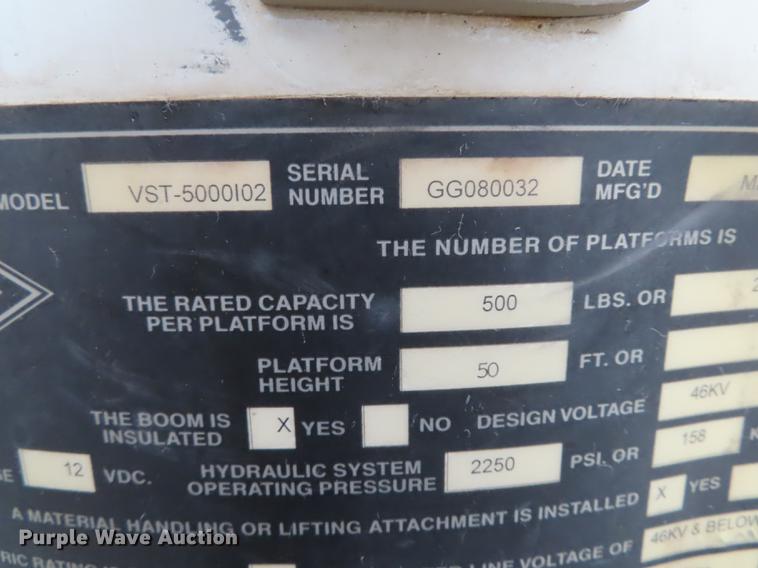 MODEL VST-5000I02 SERIAL NUMBER GG080032 DATE MFG'D
THE NUMBER OF PLATFORMS IS
THE RATED CAPACITY PER PLATFORM IS 500 LBS. OR
PLATFORM HEIGHT 50 FT. OR
THE BOOM IS INSULATED X YES NO DESIGN VOLTAGE 46KV
12 VDC. HYDRAULIC SYSTEM OPERATING PRESSURE 2250 PSI. OR 158
A MATERIAL HANDLING OR LIFTING ATTACHMENT IS INSTALLED X YES
LINE VOLTAGE OF 46KV & BELOW
Purple Wave Auction